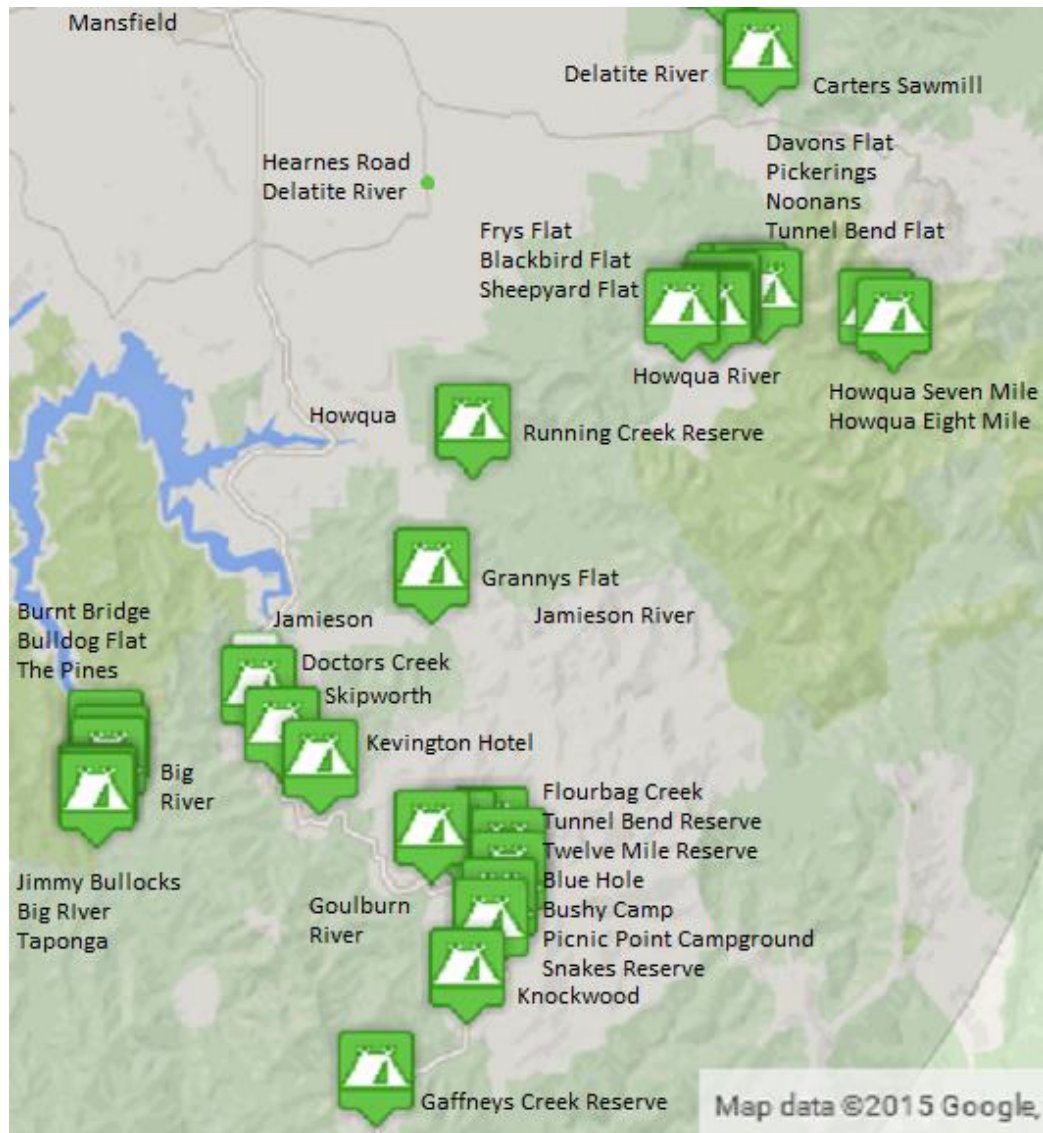 Mansfield
Delatite River
Carters Sawmill
Hearnes Road
Delatite River
Davons Flat
Pickerings
Noonans
Tunnel Bend Flat
Frys Flat
Blackbird Flat
Sheepyard Flat
Howqua River
Howqua Seven Mile
Howqua Eight Mile
Howqua
Running Creek Reserve
Grannys Flat
Jamieson River
Jamieson
Burnt Bridge
Bulldog Flat
The Pines
Doctors Creek
Skipworth
Kevington Hotel
Big
River
Flourbag Creek
Tunnel Bend Reserve
Twelve Mile Reserve
Blue Hole
Bushy Camp
Picnic Point Campground
Snakes Reserve
Jimmy Bullocks
Big RIver
Taponga
Goulburn
River
Knockwood
Gaffneys Creek Reserve
Map data ©2015 Google,